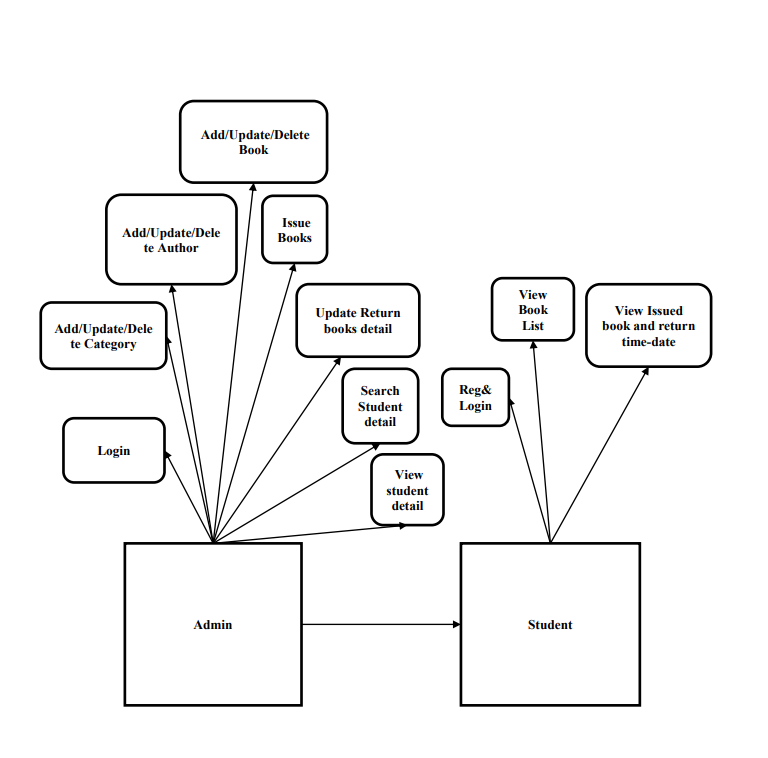 Add/Update/Delete
Book
Add/Update/Dele
te Author
Issue
Books
Add/Update/Dele
te Category
Update Return
books detail
View
Book
List
View Issued
book and return
time-date
Search
Student
detail
Reg&
Login
Login
View
student
detail
Admin
Student